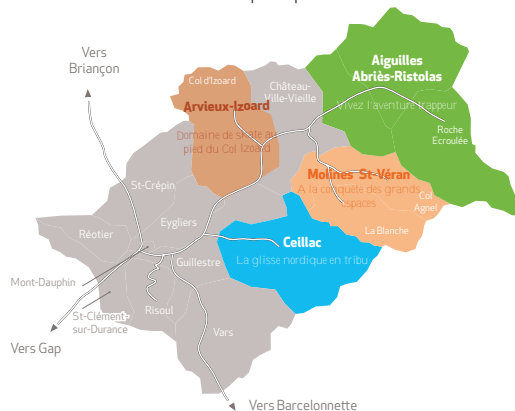 Vers
Briançon
Aiguilles
Abriès-Ristolas
Vivez l'aventure trappeur
Roche
Ecroulée
Col d'Izoard
Château-
Ville-Vieille
Arvieux-Izoard
Domaine de skate au
pied du Col Izoard
Molines St-Véran
A la conquête des grands
espaces
Col
Agnel
La Blanche
St-Crépin
Eygliers
Réotier
Ceillac
La glisse nordique en tribu
Guillestre
Mont-Dauphin
Risoul
St-Clément-
sur-Durance
Vars
Vers Gap
Vers Barcelonnette